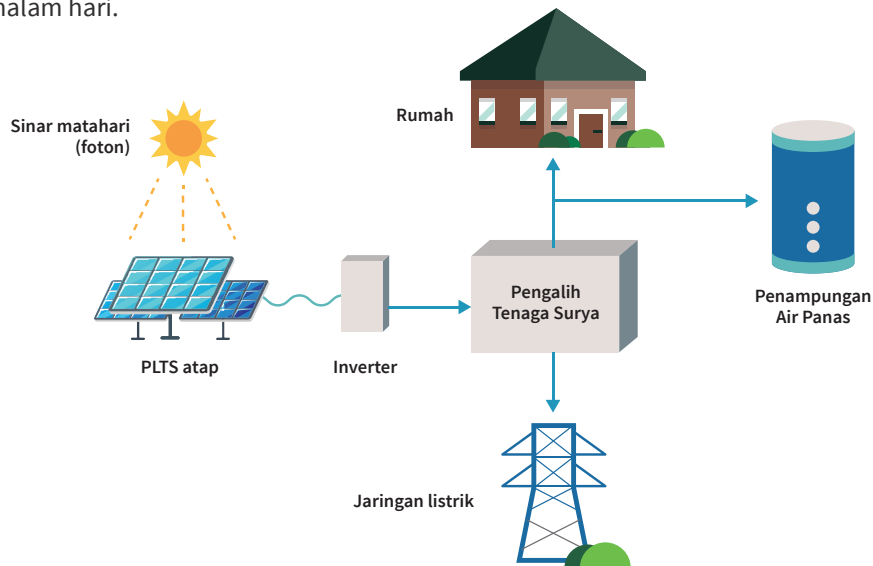 malam hari.
Rumah
Sinar matahari
(foton)
Pengalih
Tenaga Surya
Penampungan
Air Panas
PLTS atap
Inverter
Jaringan listrik